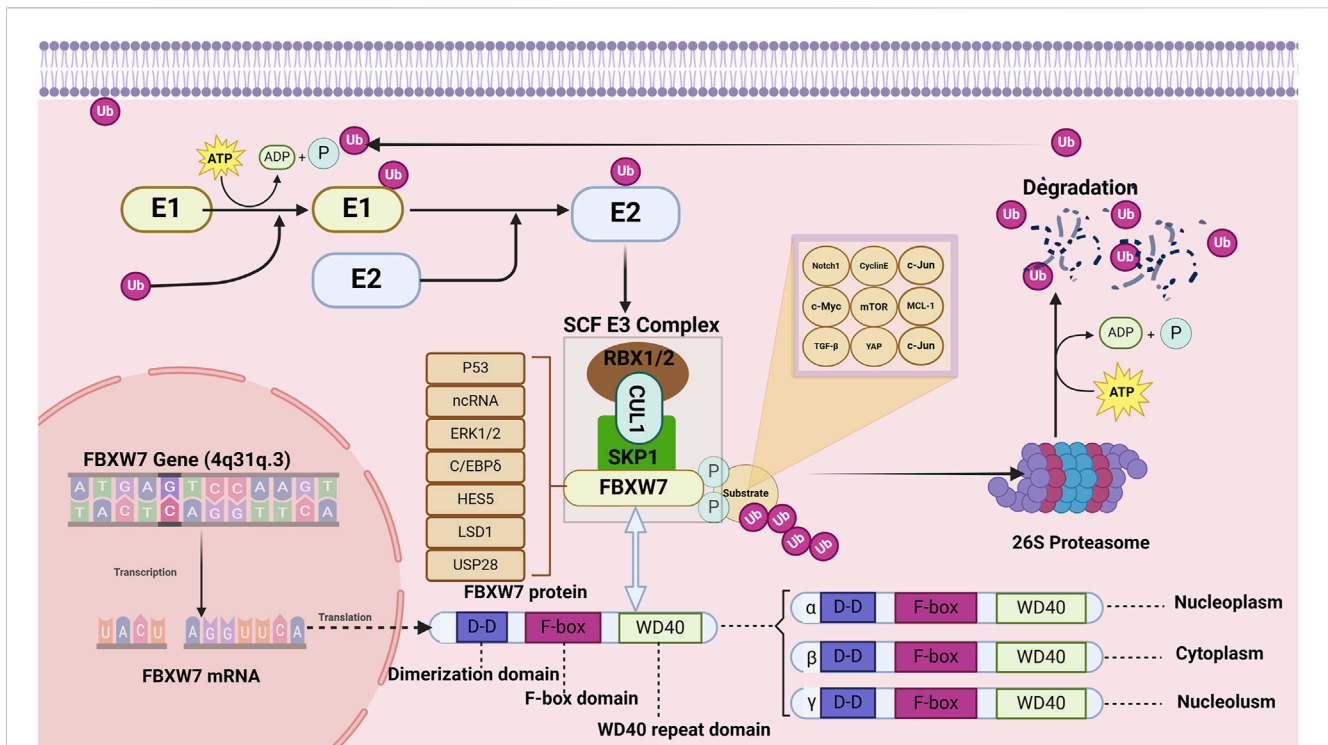 Ub
ATP
ADP + P
Ub
Ub
Ub
Ub
E1
E1
E2
E2
Ub
Degradation
Ub
Ub
Ub
Ub
Ub
Notch1 CyclinE c-Jun
c-Myc mTOR MCL-1
TGF-β YAP c-Jun
ADP + P
ATP
SCF E3 Complex
RBX1/2
CUL1
SKP1
FBXW7
P
P
Substrate
Ub
Ub
Ub
Ub
26S Proteasome
P53
ncRNA
ERK1/2
C/EBPδ
HES5
LSD1
USP28
FBXW7 Gene (4q31q.3)
A T G A G T C C A A G T
T A C T C A G G T T C A
Transcription
U A C U A G G U U C A
FBXW7 mRNA
Translation
FBXW7 protein
D-D F-box WD40
Dimerization domain
F-box domain
WD40 repeat domain
α D-D F-box WD40 Nucleoplasm
β D-D F-box WD40 Cytoplasm
γ D-D F-box WD40 Nucleolusm